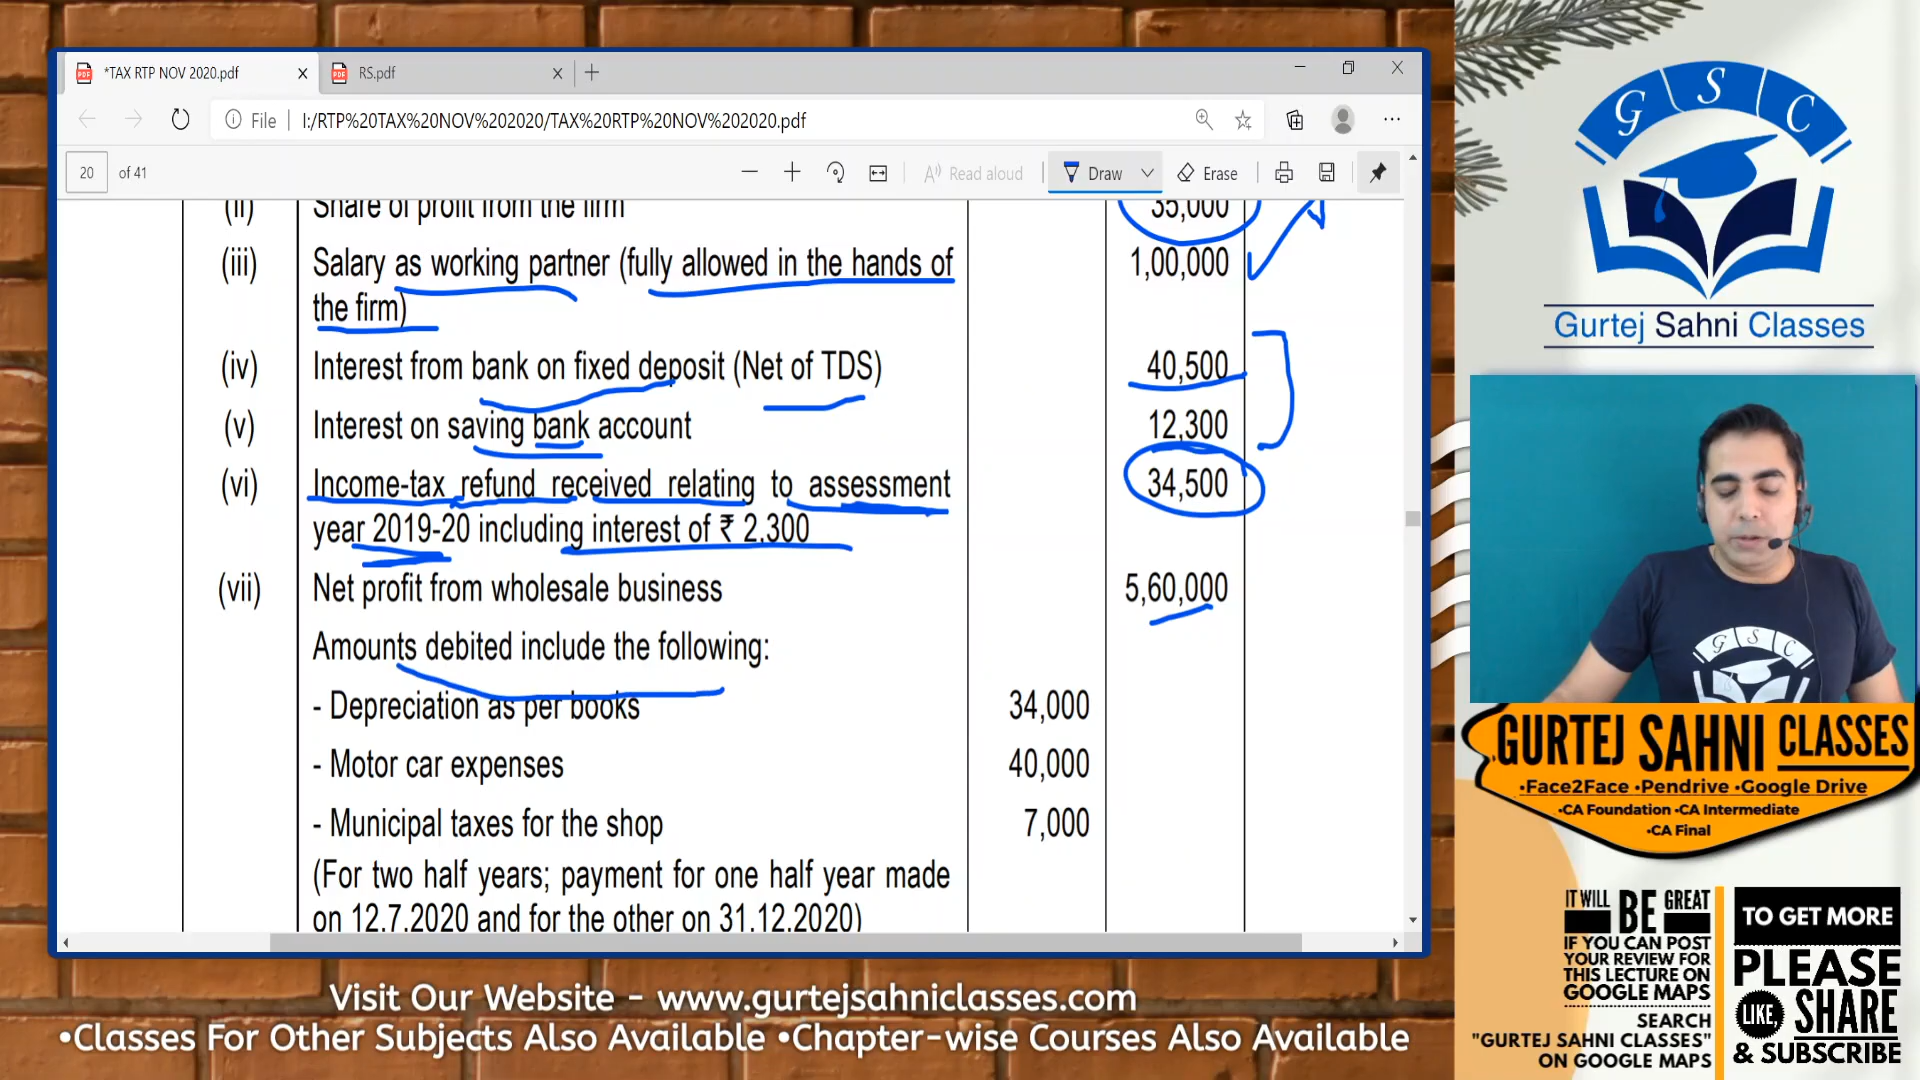 *TAX RTP NOV 2020.pdf
RS.pdf
File
I:/RTP%20TAX%20NOV%202020/TAX%20RTP%20NOV%202020.pdf
20 of 41
Read aloud
Draw
Erase
(ii) Share of profit from the firm 35,000
(iii) Salary as working partner (fully allowed in the hands of 1,00,000
the firm)
(iv) Interest from bank on fixed deposit (Net of TDS) 40,500
(v) Interest on saving bank account 12,300
(vi) Income-tax refund received relating to assessment 34,500
year 2019-20 including interest of ₹ 2,300
(vii) Net profit from wholesale business 5,60,000
Amounts debited include the following:
- Depreciation as per books 34,000
- Motor car expenses 40,000
- Municipal taxes for the shop 7,000
(For two half years; payment for one half year made
on 12.7.2020 and for the other on 31.12.2020)
G S C
Gurtej Sahni Classes
G S C
GURTEJ SAHNI CLASSES
•Face2Face •Pendrive •Google Drive
•CA Foundation •CA Intermediate
•CA Final
IT WILL BE GREAT
IF YOU CAN POST
YOUR REVIEW FOR
THIS LECTURE ON
GOOGLE MAPS
SEARCH
"GURTEJ SAHNI CLASSES"
ON GOOGLE MAPS
TO GET MORE
PLEASE
LIKE, SHARE
& SUBSCRIBE
Visit Our Website - www.gurtejsahniclasses.com
•Classes For Other Subjects Also Available •Chapter-wise Courses Also Available